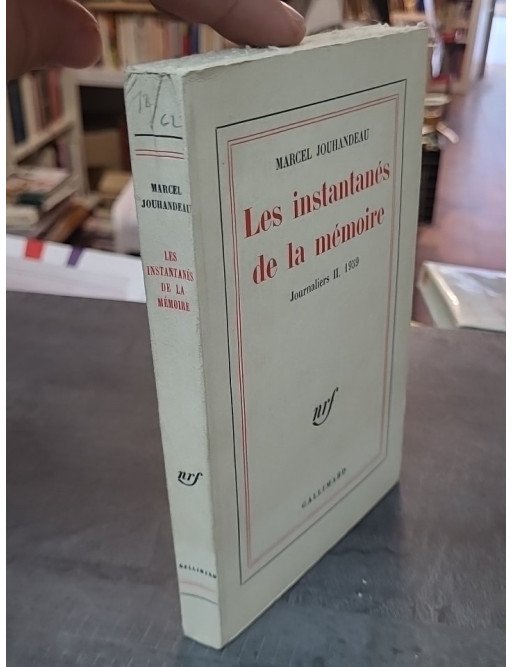 MARCEL
JOUHANDEAU
LES
INSTANTANÉS
DE LA
MÉMOIRE
nrf
GALLIMARD
MARCEL JOUHANDEAU
Les instantanés
de la mémoire
Journaliers II. 1959
nrf
GALLIMARD